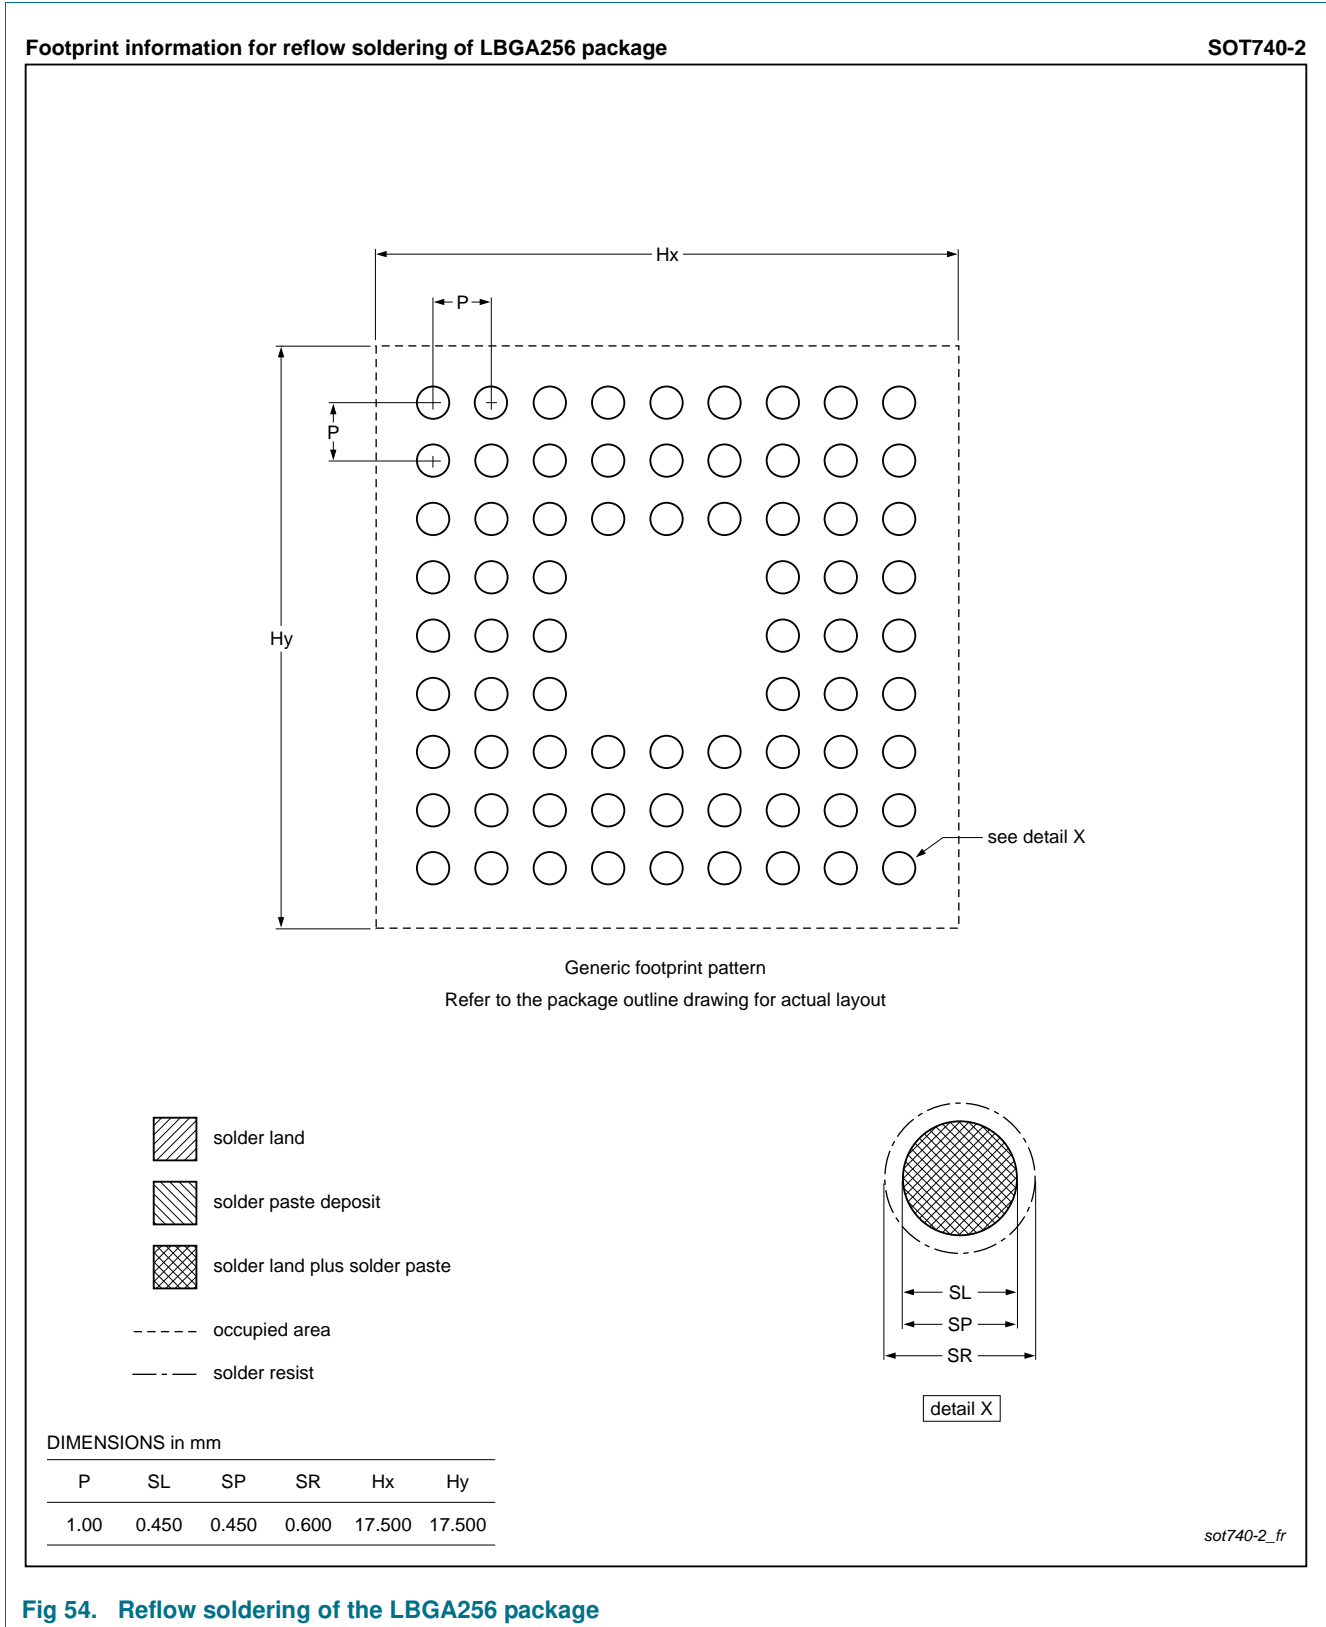 Footprint information for reflow soldering of LBGA256 package SOT740-2
Hx
P
P
Hy
see detail X
Generic footprint pattern
Refer to the package outline drawing for actual layout
solder land
solder paste deposit
solder land plus solder paste
occupied area
solder resist
SL
SP
SR
detail X
DIMENSIONS in mm
P SL SP SR Hx Hy
1.00 0.450 0.450 0.600 17.500 17.500
sot740-2_fr
Fig 54. Reflow soldering of the LBGA256 package